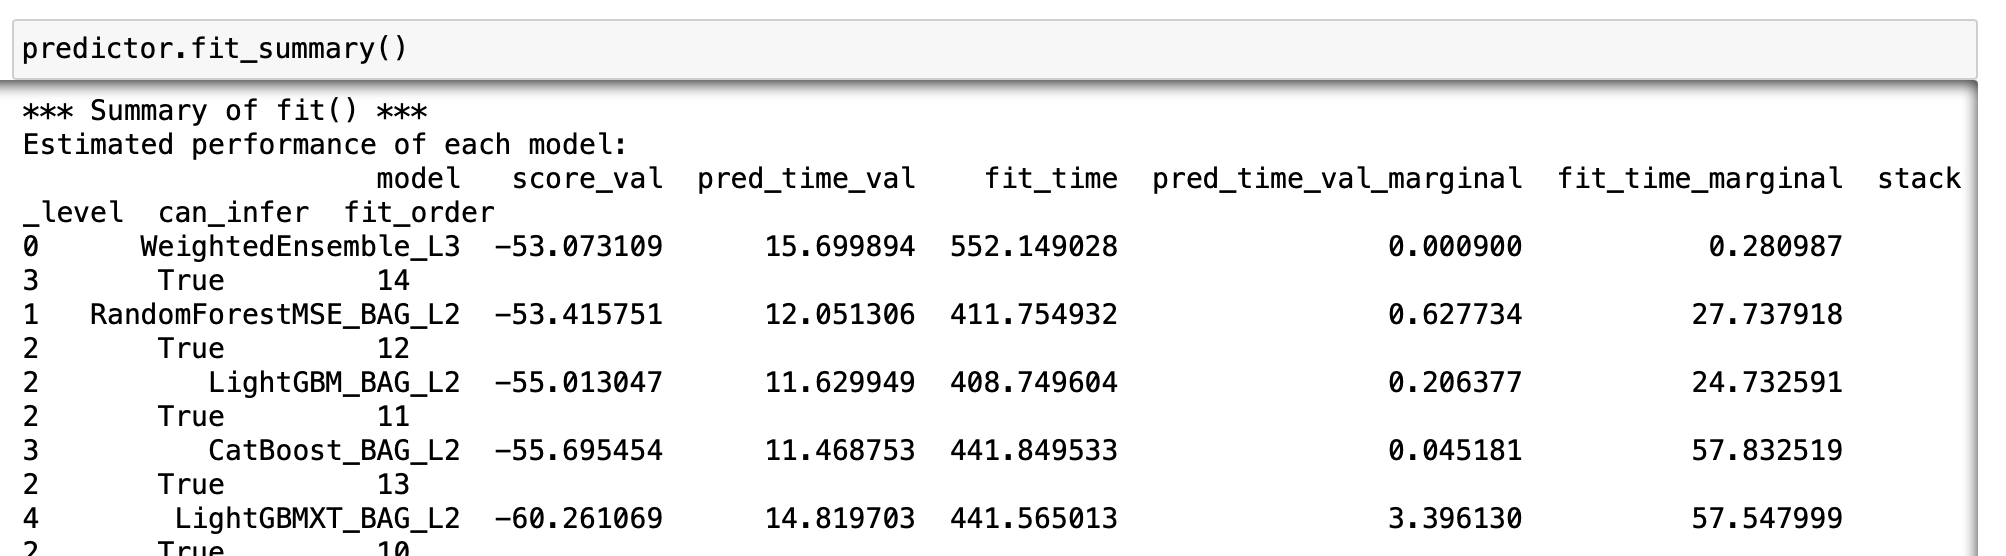 predictor.fit_summary()
*** Summary of fit() ***
Estimated performance of each model:
model score_val pred_time_val fit_time pred_time_val_marginal fit_time_marginal stack
_level can_infer fit_order
0 WeightedEnsemble_L3 -53.073109 15.699894 552.149028 0.000900 0.280987
3 True 14
1 RandomForestMSE_BAG_L2 -53.415751 12.051306 411.754932 0.627734 27.737918
2 True 12
2 LightGBM_BAG_L2 -55.013047 11.629949 408.749604 0.206377 24.732591
2 True 11
3 CatBoost_BAG_L2 -55.695454 11.468753 441.849533 0.045181 57.832519
2 True 13
4 LightGBMXT_BAG_L2 -60.261069 14.819703 441.565013 3.396130 57.547999
2 True 10